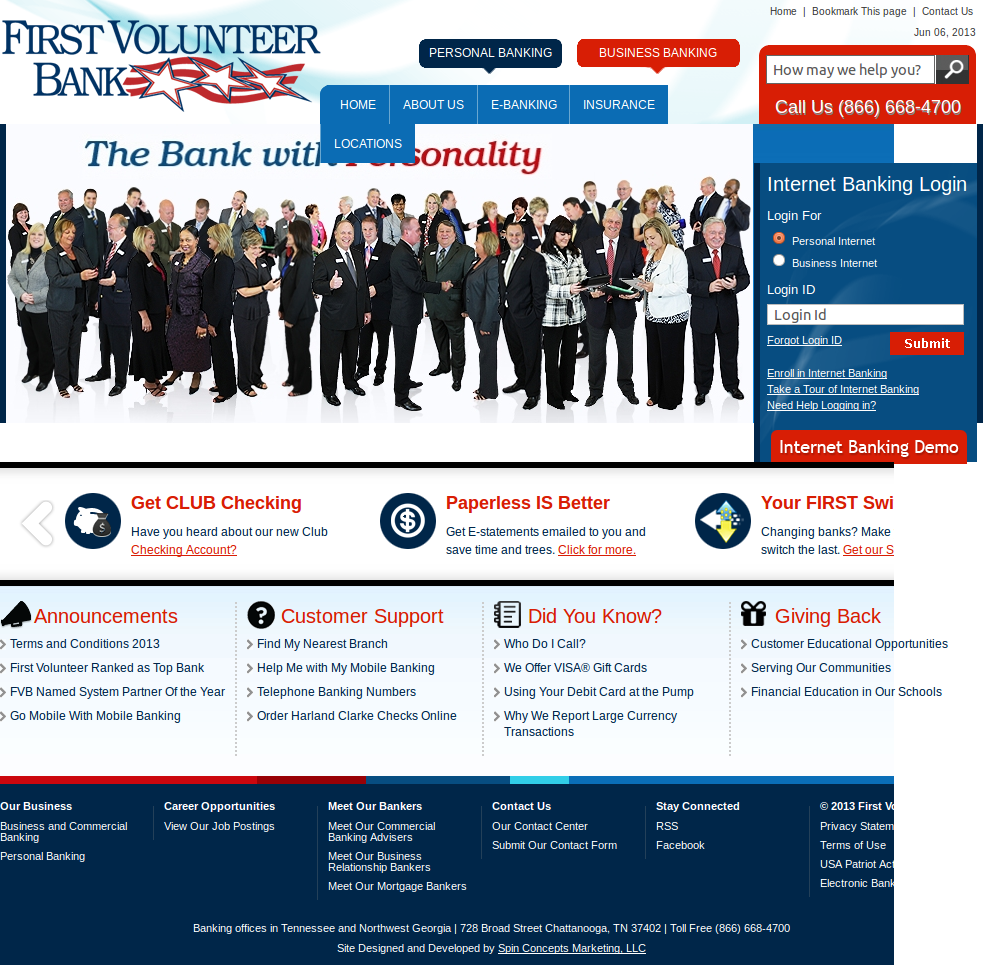 Home | Bookmark This page | Contact Us
Jun 06, 2013
FIRST VOLUNTEER
BANK
PERSONAL BANKING
BUSINESS BANKING
How may we help you?
Call Us (866) 668-4700
HOME
ABOUT US
E-BANKING
INSURANCE
LOCATIONS
The Bank with Personality
Internet Banking Login
Login For
Personal Internet
Business Internet
Login ID
Login Id
Forgot Login ID
Submit
Enroll in Internet Banking
Take a Tour of Internet Banking
Need Help Logging in?
Internet Banking Demo
Get CLUB Checking
Have you heard about our new Club
Checking Account?
Paperless IS Better
Get E-statements emailed to you and
save time and trees. Click for more.
Your FIRST Swi
Changing banks? Make
switch the last. Get our S
Announcements
Terms and Conditions 2013
First Volunteer Ranked as Top Bank
FVB Named System Partner Of the Year
Go Mobile With Mobile Banking
Customer Support
Find My Nearest Branch
Help Me with My Mobile Banking
Telephone Banking Numbers
Order Harland Clarke Checks Online
Did You Know?
Who Do I Call?
We Offer VISA® Gift Cards
Using Your Debit Card at the Pump
Why We Report Large Currency
Transactions
Giving Back
Customer Educational Opportunities
Serving Our Communities
Financial Education in Our Schools
Our Business
Business and Commercial
Banking
Personal Banking
Career Opportunities
View Our Job Postings
Meet Our Bankers
Meet Our Commercial
Banking Advisers
Meet Our Business
Relationship Bankers
Meet Our Mortgage Bankers
Contact Us
Our Contact Center
Submit Our Contact Form
Stay Connected
RSS
Facebook
© 2013 First Vo
Privacy Statem
Terms of Use
USA Patriot Act
Electronic Bank
Banking offices in Tennessee and Northwest Georgia | 728 Broad Street Chattanooga, TN 37402 | Toll Free (866) 668-4700
Site Designed and Developed by Spin Concepts Marketing, LLC